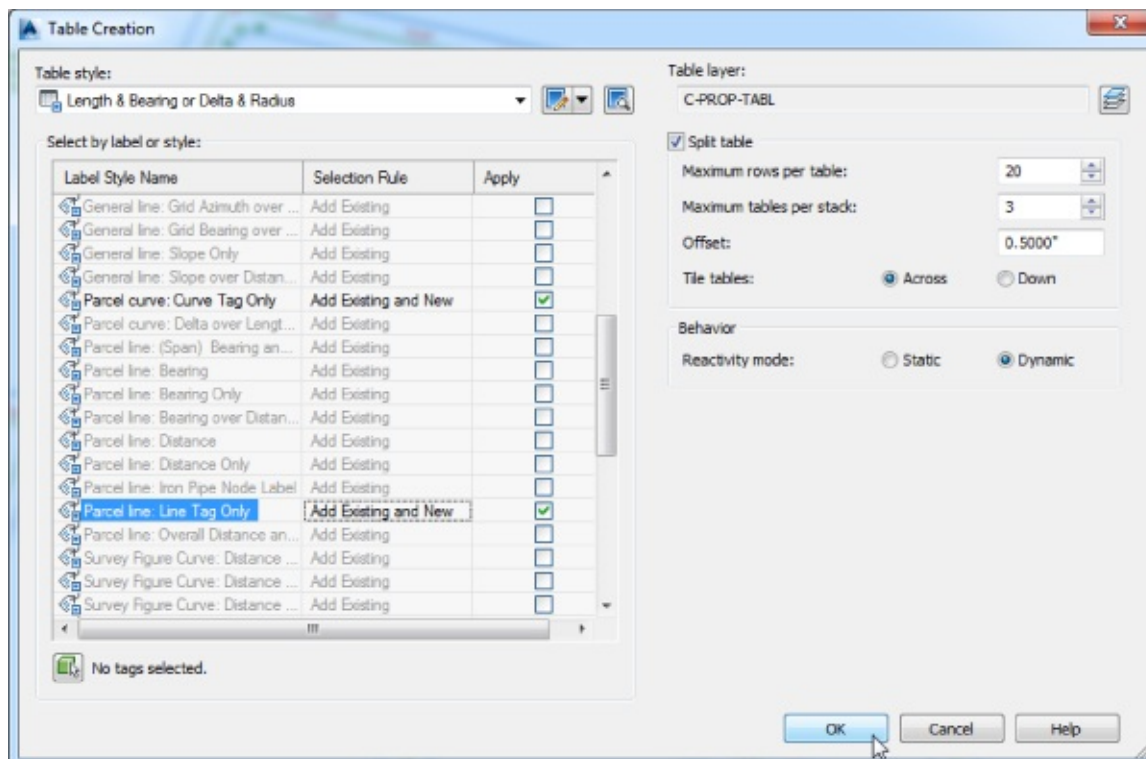 Table Creation
Table style:
Length & Bearing or Delta & Radius
Select by label or style:
Label Style Name Selection Rule Apply
General line: Grid Azimuth over ... Add Existing
General line: Grid Bearing over ... Add Existing
General line: Slope Only Add Existing
General line: Slope over Distan... Add Existing
Parcel curve: Curve Tag Only Add Existing and New
Parcel curve: Delta over Lengt... Add Existing
Parcel line: (Span) Bearing an... Add Existing
Parcel line: Bearing Add Existing
Parcel line: Bearing Only Add Existing
Parcel line: Bearing over Distan... Add Existing
Parcel line: Distance Add Existing
Parcel line: Distance Only Add Existing
Parcel line: Iron Pipe Node Label Add Existing
Parcel line: Line Tag Only Add Existing and New
Parcel line: Overall Distance an... Add Existing
Survey Figure Curve: Distance ... Add Existing
Survey Figure Curve: Distance ... Add Existing
Survey Figure Curve: Distance ... Add Existing
No tags selected.
Table layer:
C-PROP-TABL
Split table
Maximum rows per table: 20
Maximum tables per stack: 3
Offset: 0.5000"
Tile tables: Across Down
Behavior
Reactivity mode: Static Dynamic
OK Cancel Help